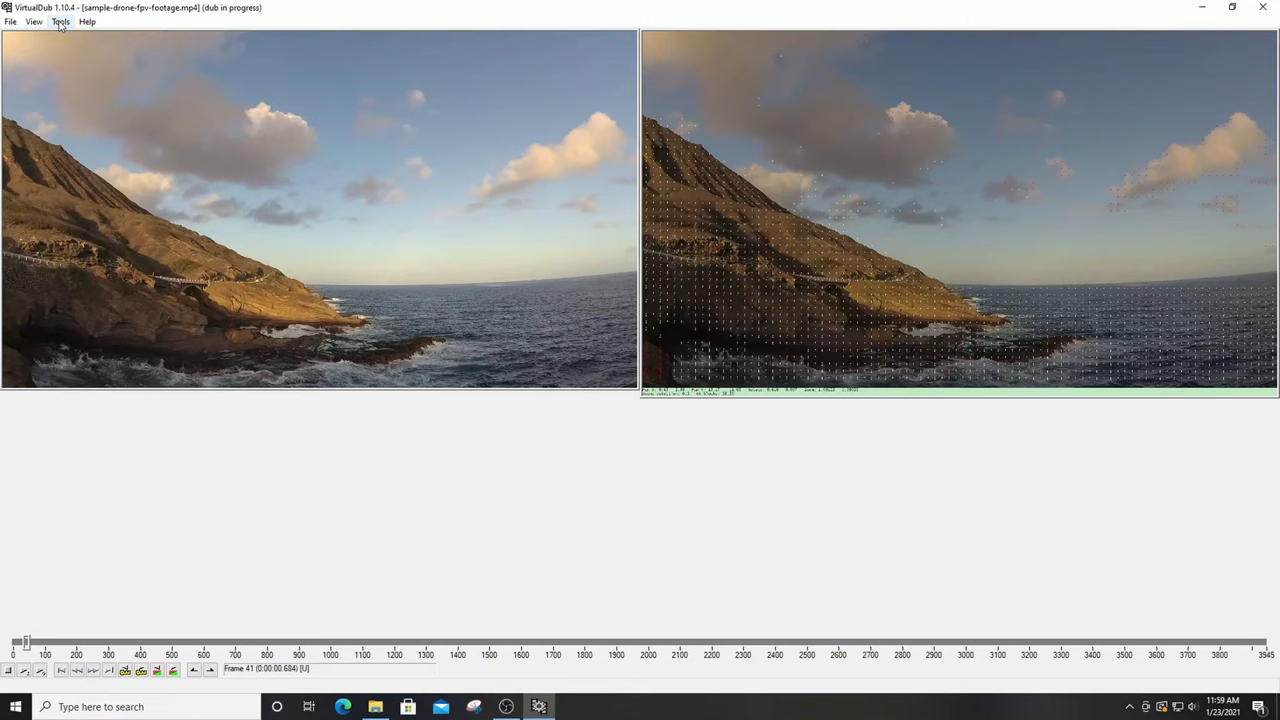 VirtualDub 1.10.4 - [sample-drone-fpv-footage.mp4] (dub in progress)
File View Tools Help
0 100 200 300 400 500 600 700 800 900 1000 1100 1200 1300 1400 1500 1600 1700 1800 1900 2000 2100 2200 2300 2400 2500 2600 2700 2800 2900 3000 3100 3200 3300 3400 3500 3600 3700 3800 3945
Frame 41 (0:00:00.684) [U]
Type here to search
11:59 AM
1/23/2021
1